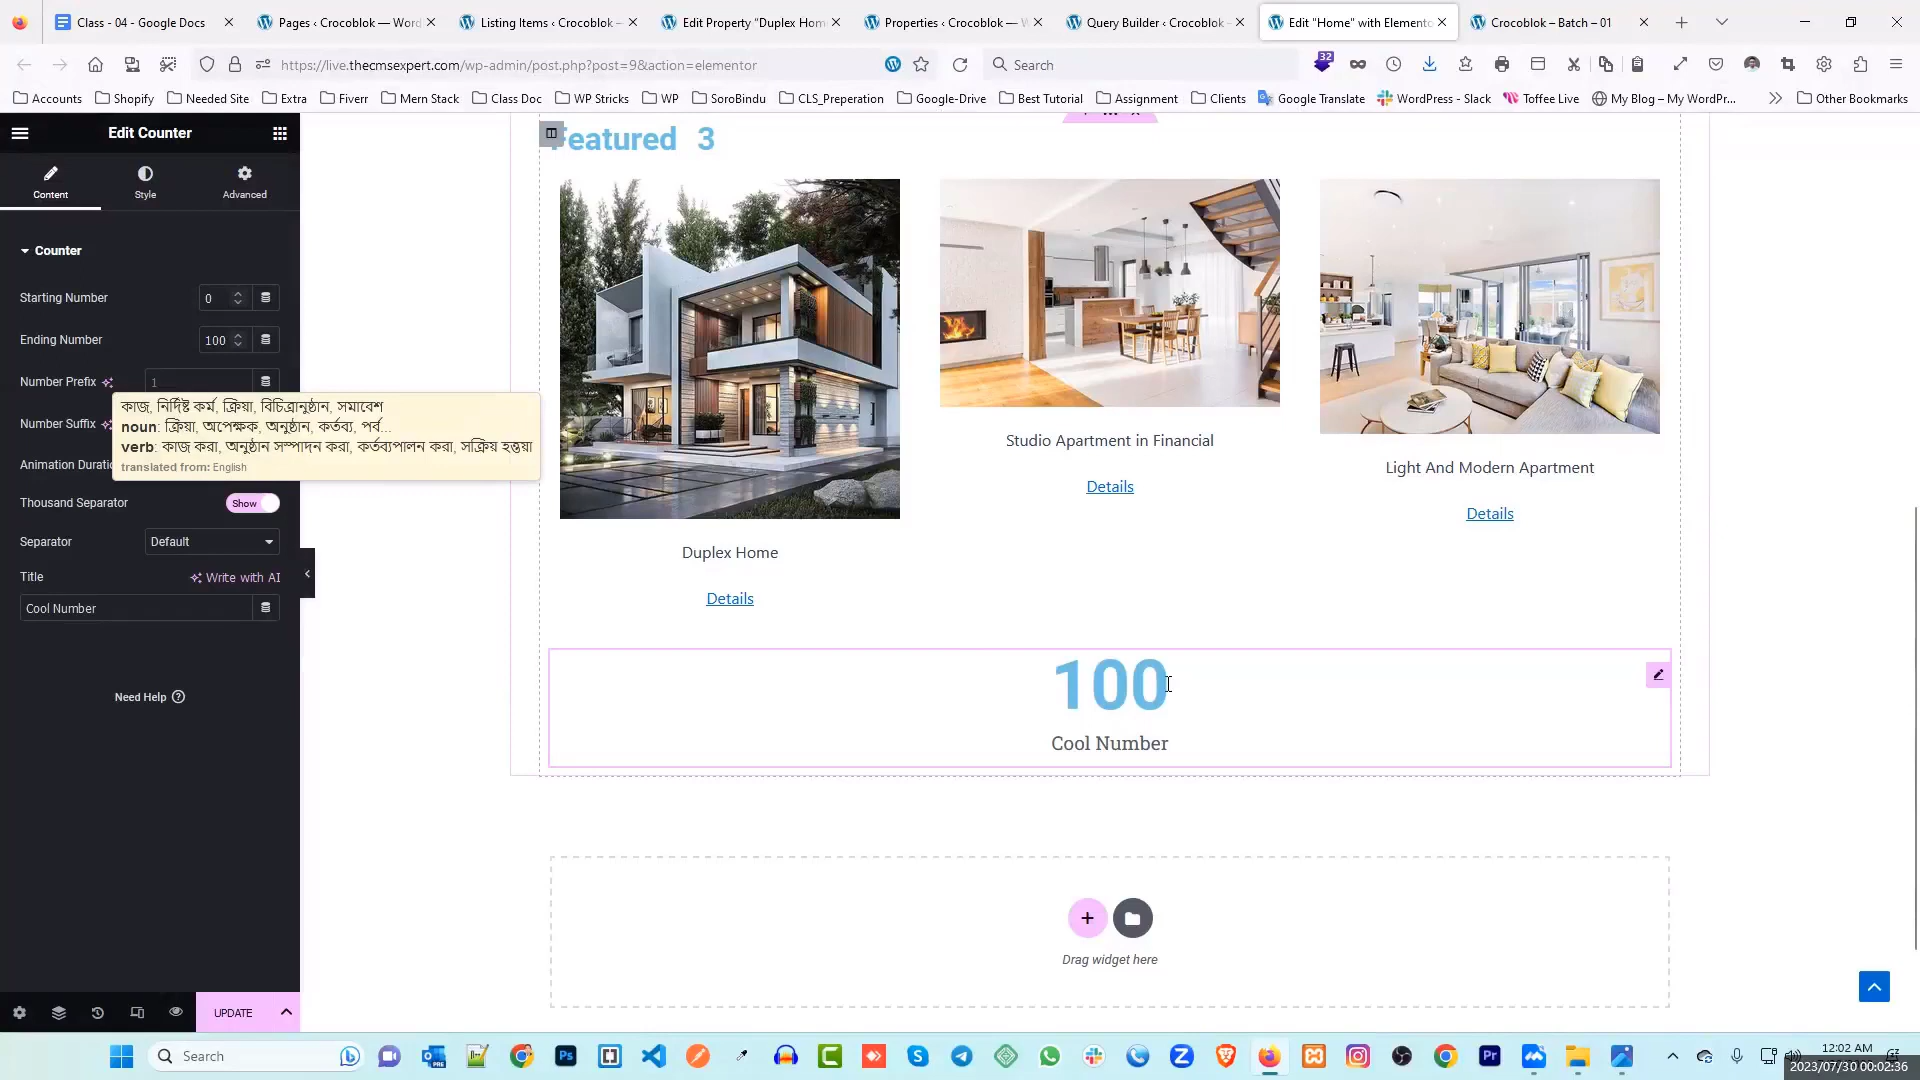 Class - 04 - Google Docs
Pages ‹ Crocoblok — Word
Listing Items ‹ Crocoblok —
Edit Property "Duplex Hom
Properties ‹ Crocoblok — W
Query Builder ‹ Crocoblok
Edit "Home" with Elemento
Crocoblok – Batch – 01
https://live.thecmsexpert.com/wp-admin/post.php?post=9&action=elementor
Search
32
Accounts
Shopify
Needed Site
Extra
Fiverr
Mern Stack
Class Doc
WP Stricks
WP
SoroBindu
CLS_Preperation
Google-Drive
Best Tutorial
Assignment
Clients
Google Translate
WordPress - Slack
Toffee Live
My Blog – My WordPr...
Other Bookmarks
Edit Counter
Content
Style
Advanced
Counter
Starting Number
0
Ending Number
100
Number Prefix
1
Number Suffix
কাজ, নির্দিষ্ট কর্ম, ক্রিয়া, বিচিত্রানুষ্ঠান, সমাবেশ
noun: ক্রিয়া, অপেক্ষক, অনুষ্ঠান, কর্তব্য, পর্ব...
verb: কাজ করা, অনুষ্ঠান সম্পাদন করা, কর্তব্যপালন করা, সক্রিয় হত্তয়া
translated from: English
Animation Duratio
Thousand Separator
Show
Separator
Default
Title
Write with AI
Cool Number
Need Help
UPDATE
Featured 3
Duplex Home
Details
Studio Apartment in Financial
Details
Light And Modern Apartment
Details
100
Cool Number
Drag widget here
Search
12:02 AM
2023/07/30 00:02:36